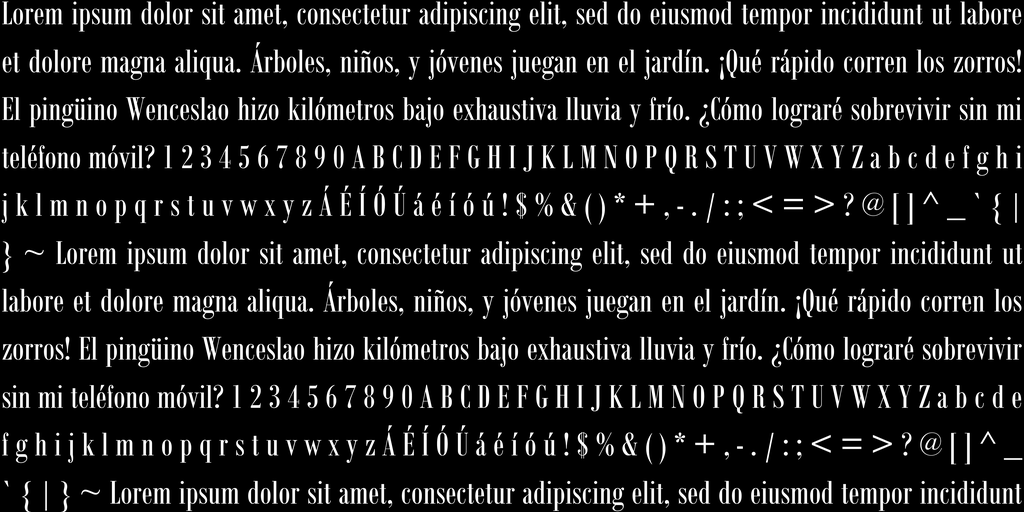 Lorem ipsum dolor sit amet, consectetur adipiscing elit, sed do eiusmod tempor incididunt ut labore
et dolore magna aliqua. Árboles, niños, y jóvenes juegan en el jardín. ¡Qué rápido corren los zorros!
El pingüino Wenceslao hizo kilómetros bajo exhaustiva lluvia y frío. ¿Cómo lograré sobrevivir sin mi
teléfono móvil? 1 2 3 4 5 6 7 8 9 0 A B C D E F G H I J K L M N O P Q R S T U V W X Y Z a b c d e f g h i
j k l m n o p q r s t u v w x y z Á É Í Ó Ú á é í ó ú ! $ % & ( ) * + , - . / : ; < = > ? @ [ ] ^ _ ` { |
} ~ Lorem ipsum dolor sit amet, consectetur adipiscing elit, sed do eiusmod tempor incididunt ut
labore et dolore magna aliqua. Árboles, niños, y jóvenes juegan en el jardín. ¡Qué rápido corren los
zorros! El pingüino Wenceslao hizo kilómetros bajo exhaustiva lluvia y frío. ¿Cómo lograré sobrevivir
sin mi teléfono móvil? 1 2 3 4 5 6 7 8 9 0 A B C D E F G H I J K L M N O P Q R S T U V W X Y Z a b c d e
f g h i j k l m n o p q r s t u v w x y z Á É Í Ó Ú á é í ó ú ! $ % & ( ) * + , - . / : ; < = > ? @ [ ] ^ _
` { | } ~ Lorem ipsum dolor sit amet, consectetur adipiscing elit, sed do eiusmod tempor incididunt